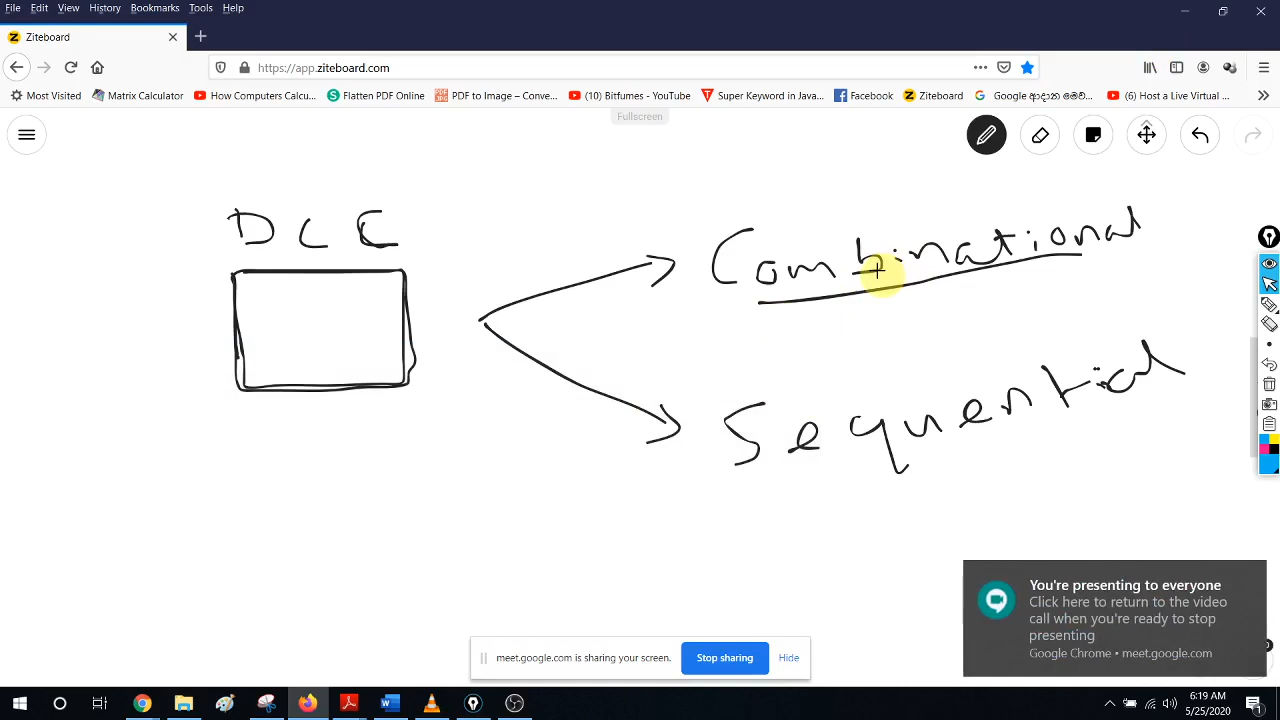 File Edit View History Bookmarks Tools Help
Ziteboard
https://app.ziteboard.com
Most Visited Matrix Calculator How Computers Calcu... Flatten PDF Online PDF to Image – Conve... (10) Bitfumes - YouTube Super Keyword in Java... Facebook Ziteboard Google ආදාන මෙව... (6) Host a Live Virtual ...
Fullscreen
D C
Combinational
Sequential
You're presenting to everyone
Click here to return to the video
call when you're ready to stop
presenting
Google Chrome • meet.google.com
meet.google.com is sharing your screen. Stop sharing Hide
6:19 AM
5/25/2020